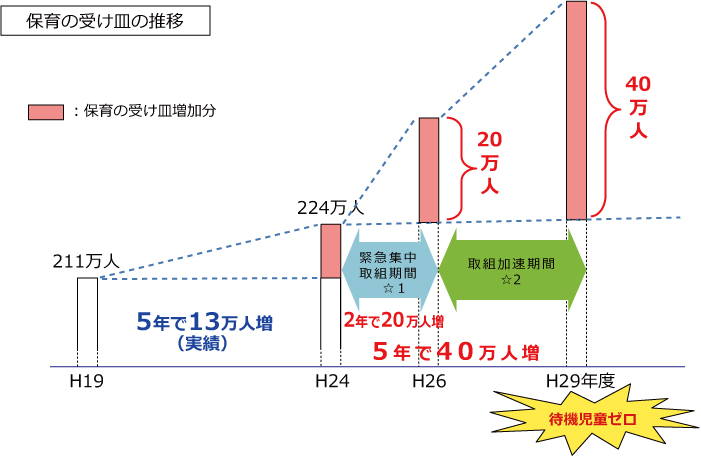 保育の受け皿の推移
：保育の受け皿増加分
40
万
人
20
万
人
224万人
211万人
緊急集中
取組期間
☆1
取組加速期間
☆2
5年で13万人増
（実績）
2年で20万人増
5年で40万人増
H19
H24
H26
H29年度
待機児童ゼロ